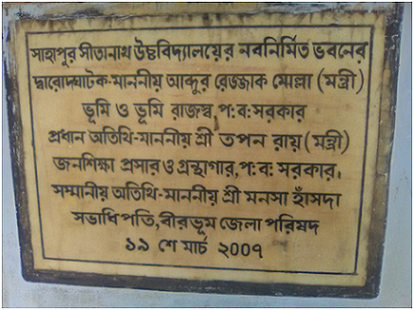 সাহাপুর সীতানাথ উচ্চবিদ্যালয়ের নবনির্মিত ভবনের
দ্বারোদ্ঘাটক-মাননীয় আব্দুর রেজ্জাক মোল্লা (মন্ত্রী)
ভূমি ও ভূমি রাজস্ব, প:ব:সরকার
প্রধান অতিথি-মাননীয় শ্রী তপন রায়(মন্ত্রী)
জনশিক্ষা প্রসার ও গ্রন্থাগার, প:ব: সরকার,
সম্মানীয় অতিথি-মাননীয় শ্রী মনসা হাঁসদা
সভাধিপতি, বীরভূম জেলা পরিষদ
১৯ শে মার্চ ২০০৭